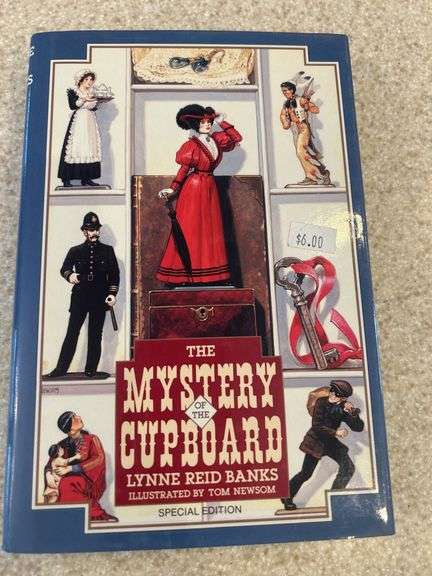 $6.00
THE
MYSTERY
OF THE
CUPBOARD
LYNNE REID BANKS
ILLUSTRATED BY TOM NEWSOM
SPECIAL EDITION